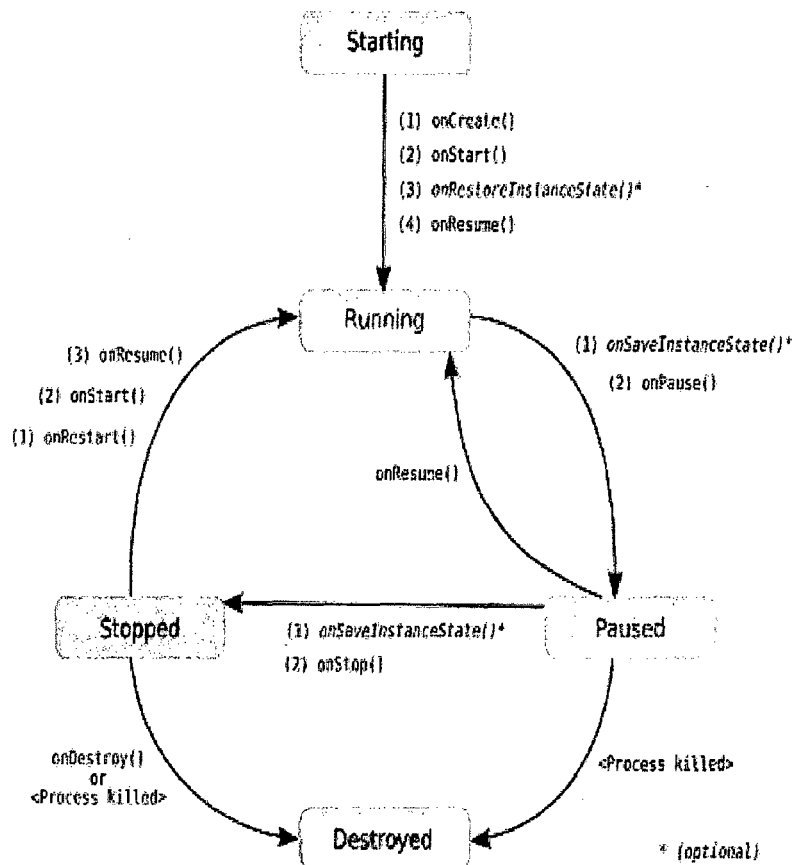 Starting
(1) onCreate()
(2) onStart()
(3) onRestoreInstanceState()*
(4) onResume()
Running
(3) onResume()
(2) onStart()
(1) onRestart()
(1) onSaveInstanceState()*
(2) onPause()
onResume()
Stopped
(1) onSaveInstanceState()*
(2) onStop()
Paused
onDestroy()
or
<Process killed>
<Process killed>
Destroyed
* (optional)